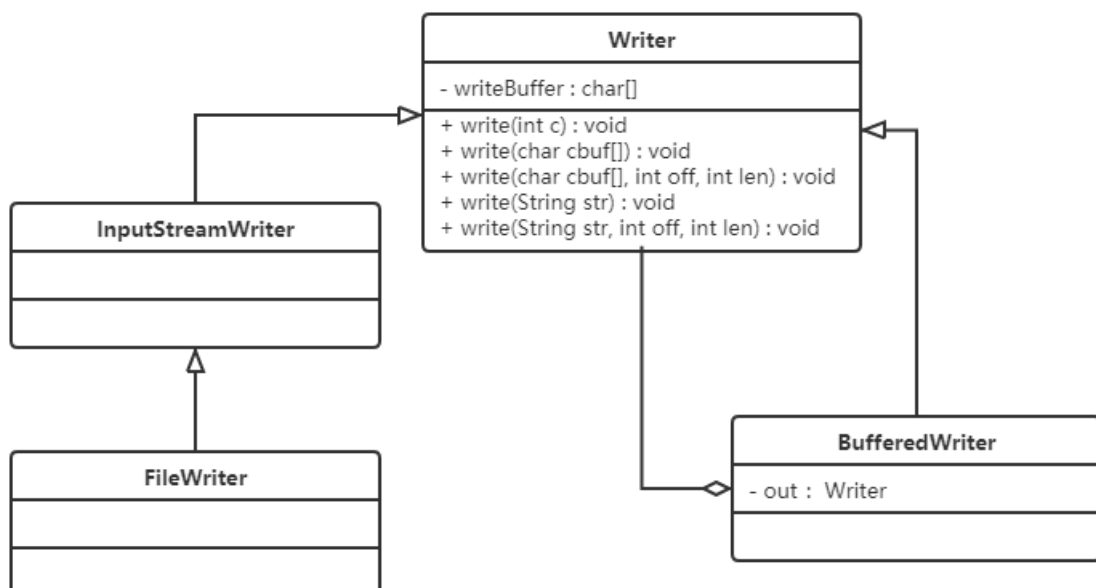 Writer
- writeBuffer : char[]
+ write(int c) : void
+ write(char cbuf[]) : void
+ write(char cbuf[], int off, int len) : void
+ write(String str) : void
+ write(String str, int off, int len) : void
InputStreamWriter
FileWriter
BufferedWriter
- out : Writer